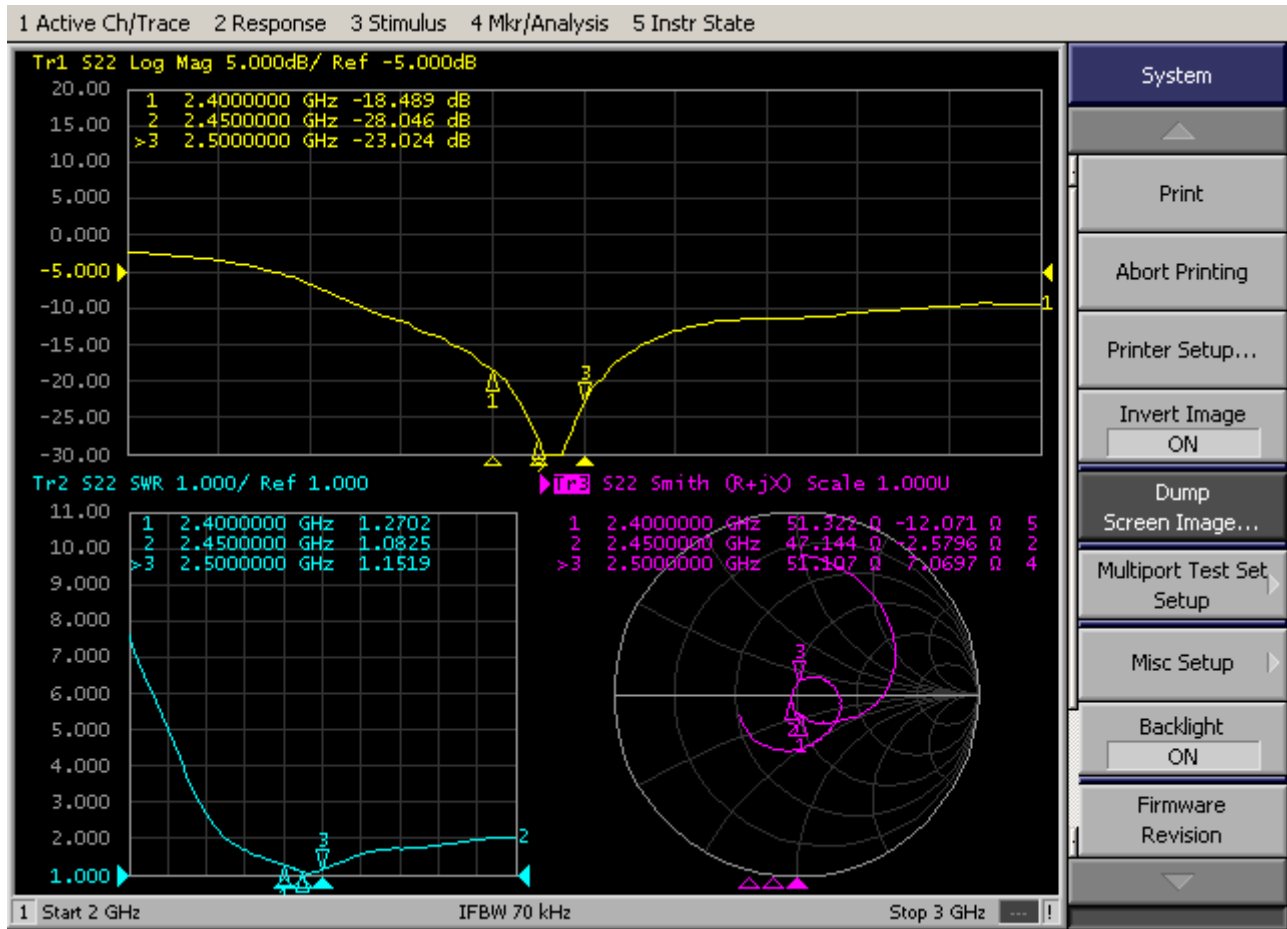 1 Active Ch/Trace 2 Response 3 Stimulus 4 Mkr/Analysis 5 Instr State
Tr1 S22 Log Mag 5.000dB/ Ref -5.000dB
20.00
15.00
10.00
5.000
0.000
-5.000
-10.00
-15.00
-20.00
-25.00
-30.00
1 2.4000000 GHz -18.489 dB
2 2.4500000 GHz -28.046 dB
>3 2.5000000 GHz -23.024 dB
3
1
2
1
Tr2 S22 SWR 1.000/ Ref 1.000
11.00
10.00
9.000
8.000
7.000
6.000
5.000
4.000
3.000
2.000
1.000
1 2.4000000 GHz 1.2702
2 2.4500000 GHz 1.0825
>3 2.5000000 GHz 1.1519
3
2
Tr3 S22 Smith (R+jX) Scale 1.000U
1 2.4000000 GHz 51.322 Ω -12.071 Ω 5
2 2.4500000 GHz 47.144 Ω -2.5796 Ω 2
>3 2.5000000 GHz 51.107 Ω 7.0697 Ω 4
3
2
1
System
Print
Abort Printing
Printer Setup...
Invert Image
ON
Dump
Screen Image...
Multiport Test Set
Setup
Misc Setup
Backlight
ON
Firmware
Revision
1 Start 2 GHz IFBW 70 kHz Stop 3 GHz --- !